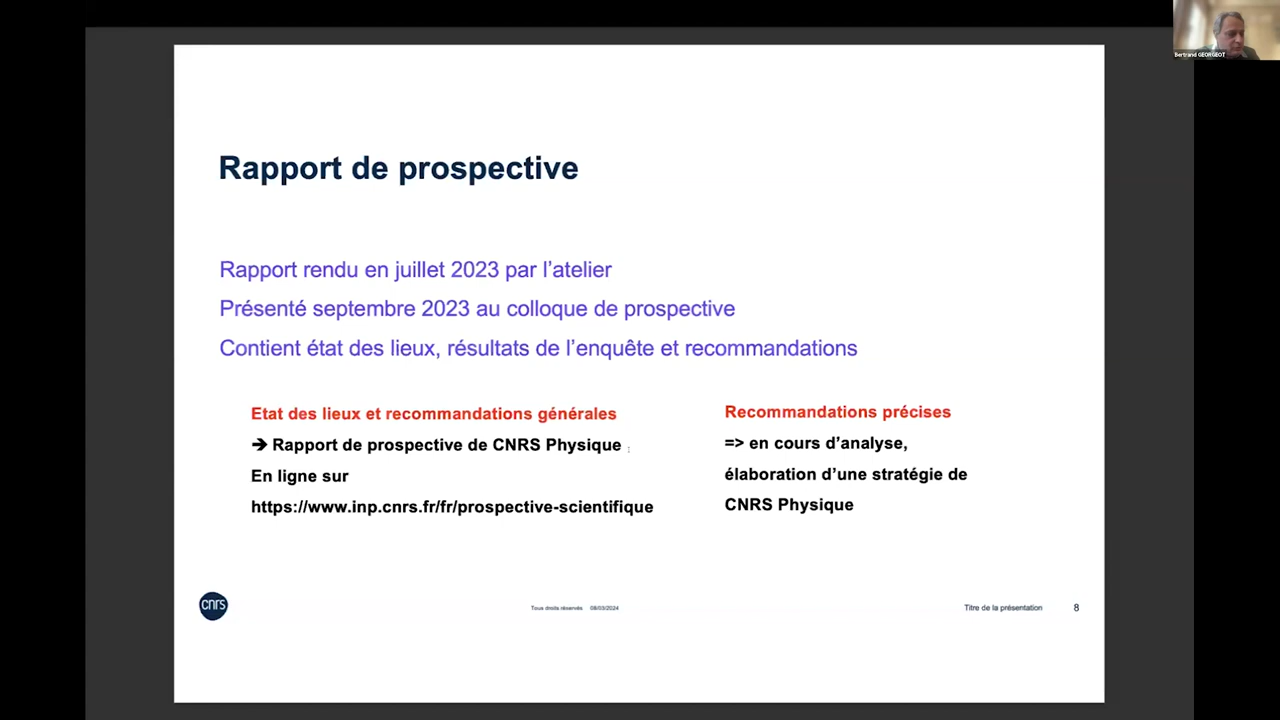 Bertrand GEORGEOT
Rapport de prospective
Rapport rendu en juillet 2023 par l'atelier
Présenté septembre 2023 au colloque de prospective
Contient état des lieux, résultats de l'enquête et recommandations
Etat des lieux et recommandations générales
➔ Rapport de prospective de CNRS Physique :
En ligne sur
https://www.inp.cnrs.fr/fr/prospective-scientifique
Recommandations précises
=> en cours d'analyse,
élaboration d'une stratégie de
CNRS Physique
cnrs
Tous droits réservés 08/03/2024
Titre de la présentation 8